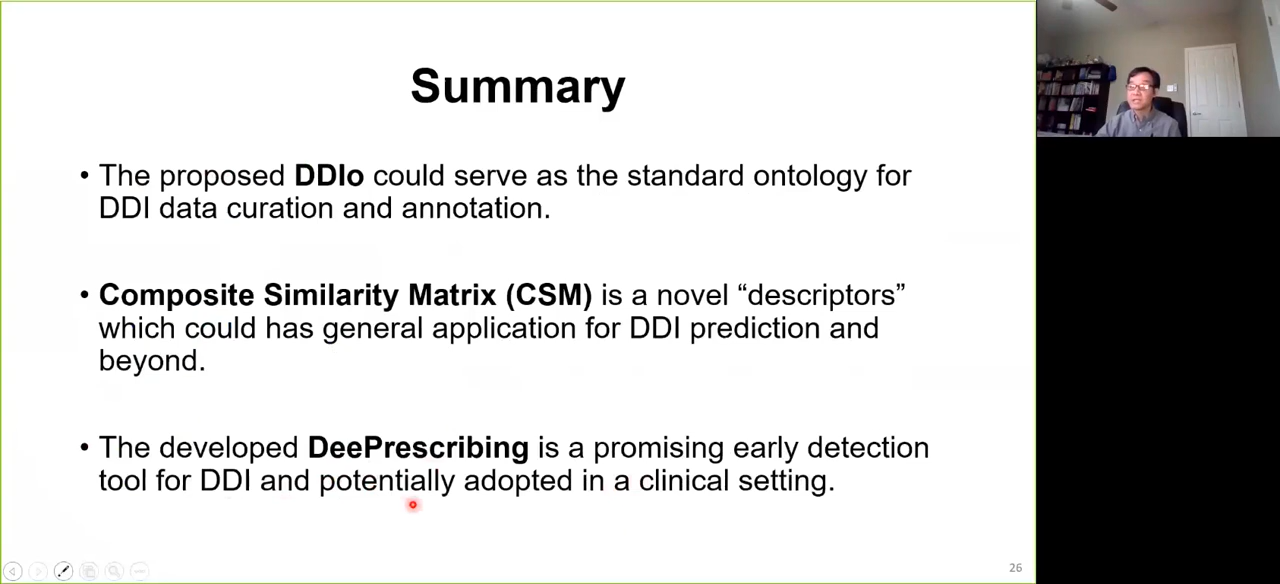 Summary
• The proposed DDIo could serve as the standard ontology for
DDI data curation and annotation.
• Composite Similarity Matrix (CSM) is a novel “descriptors”
which could has general application for DDI prediction and
beyond.
• The developed DeePrescribing is a promising early detection
tool for DDI and potentially adopted in a clinical setting.
26